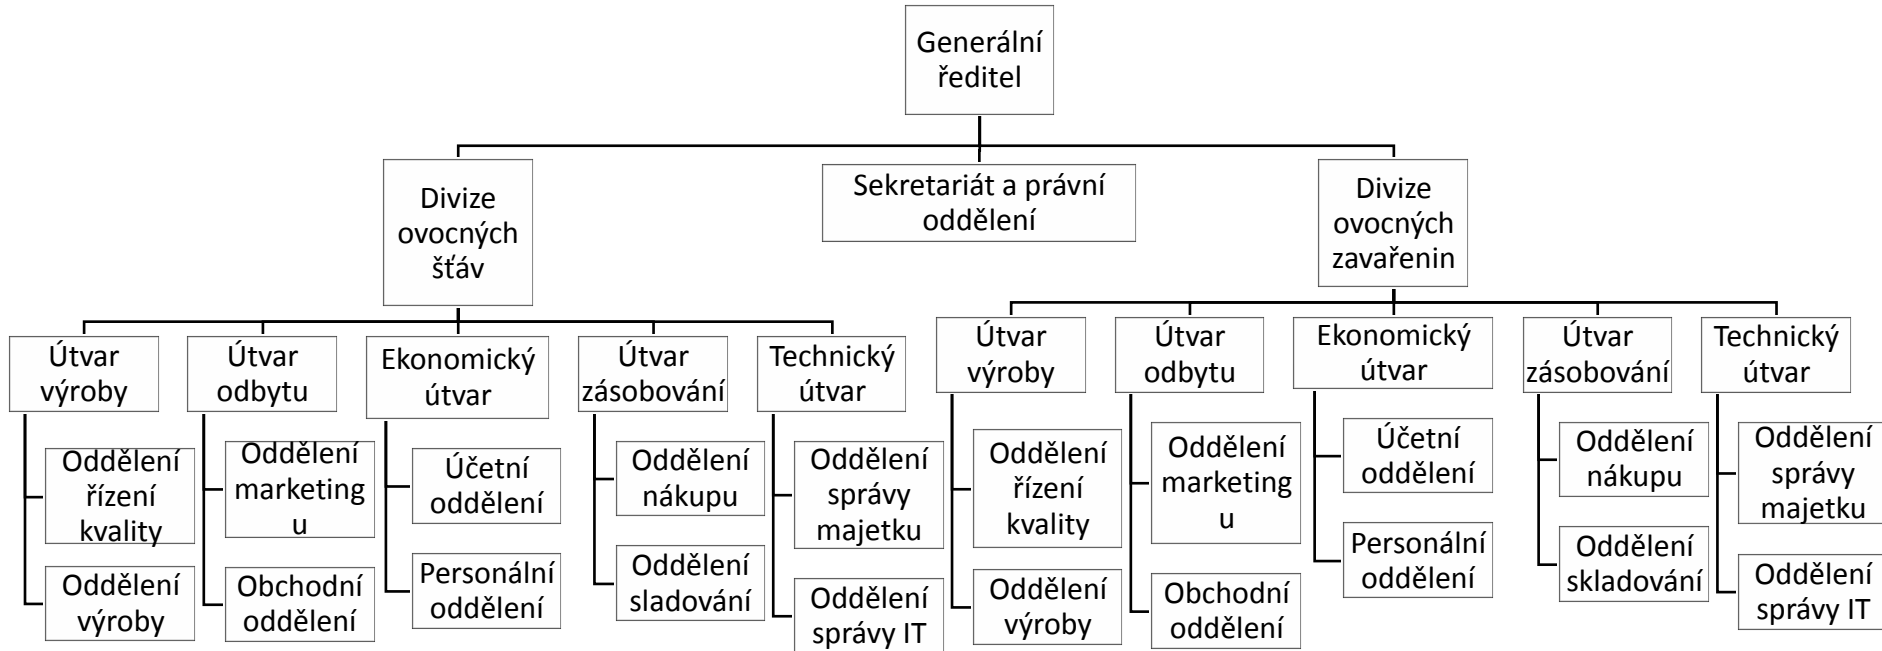 Generální
ředitel
Divize
ovocných
šťáv
Sekretariát a právní
oddělení
Divize
ovocných
zavařenin
Útvar
výroby
Útvar
odbytu
Ekonomický
útvar
Útvar
zásobování
Technický
útvar
Útvar
výroby
Útvar
odbytu
Ekonomický
útvar
Útvar
zásobování
Technický
útvar
Oddělení
řízení
kvality
Oddělení
marketing
u
Účetní
oddělení
Oddělení
nákupu
Oddělení
správy
majetku
Oddělení
řízení
kvality
Oddělení
marketing
u
Účetní
oddělení
Oddělení
nákupu
Oddělení
správy
majetku
Oddělení
výroby
Obchodní
oddělení
Personální
oddělení
Oddělení
sladování
Oddělení
správy IT
Oddělení
výroby
Obchodní
oddělení
Personální
oddělení
Oddělení
skladování
Oddělení
správy IT